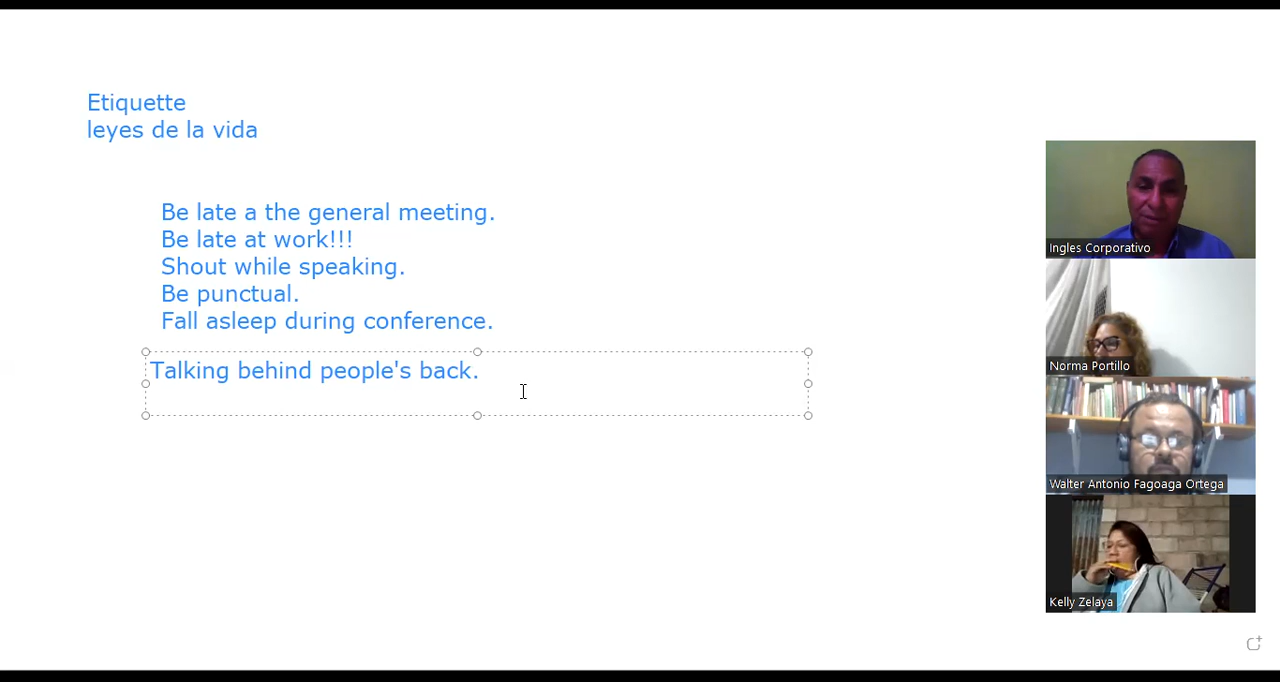 Etiquette
leyes de la vida
Be late a the general meeting.
Be late at work!!!
Shout while speaking.
Be punctual.
Fall asleep during conference.
Talking behind people's back.
Ingles Corporativo
Norma Portillo
Walter Antonio Fagoaga Ortega
Kelly Zelaya